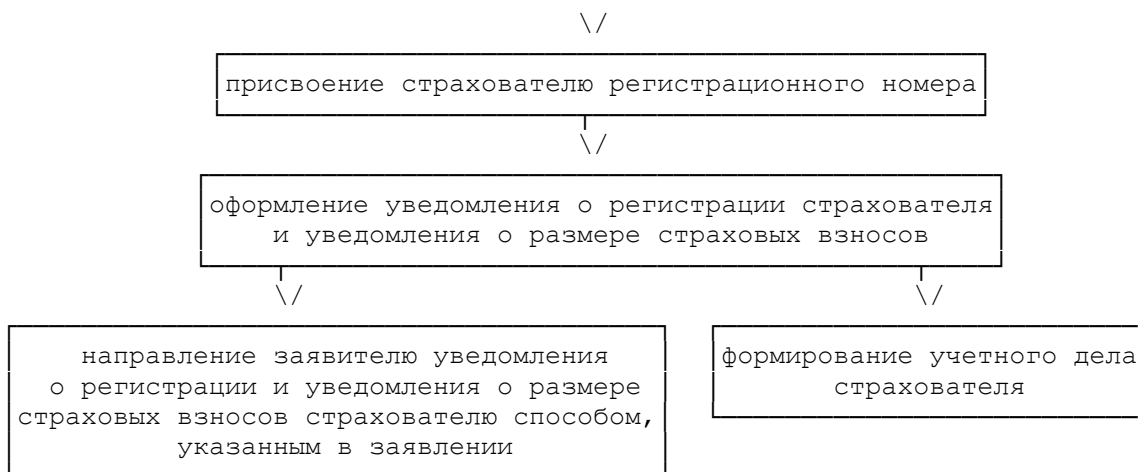 \/
присвоение страхователю регистрационного номера
\/
оформление уведомления о регистрации страхователя
и уведомления о размере страховых взносов
\/ \/
направление заявителю уведомления
о регистрации и уведомления о размере
страховых взносов страхователю способом,
указанным в заявлении
формирование учетного дела
страхователя